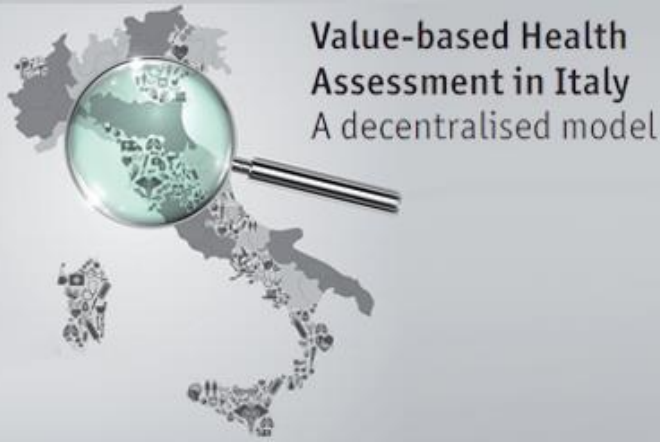 Value-based Health
Assessment in Italy
A decentralised model